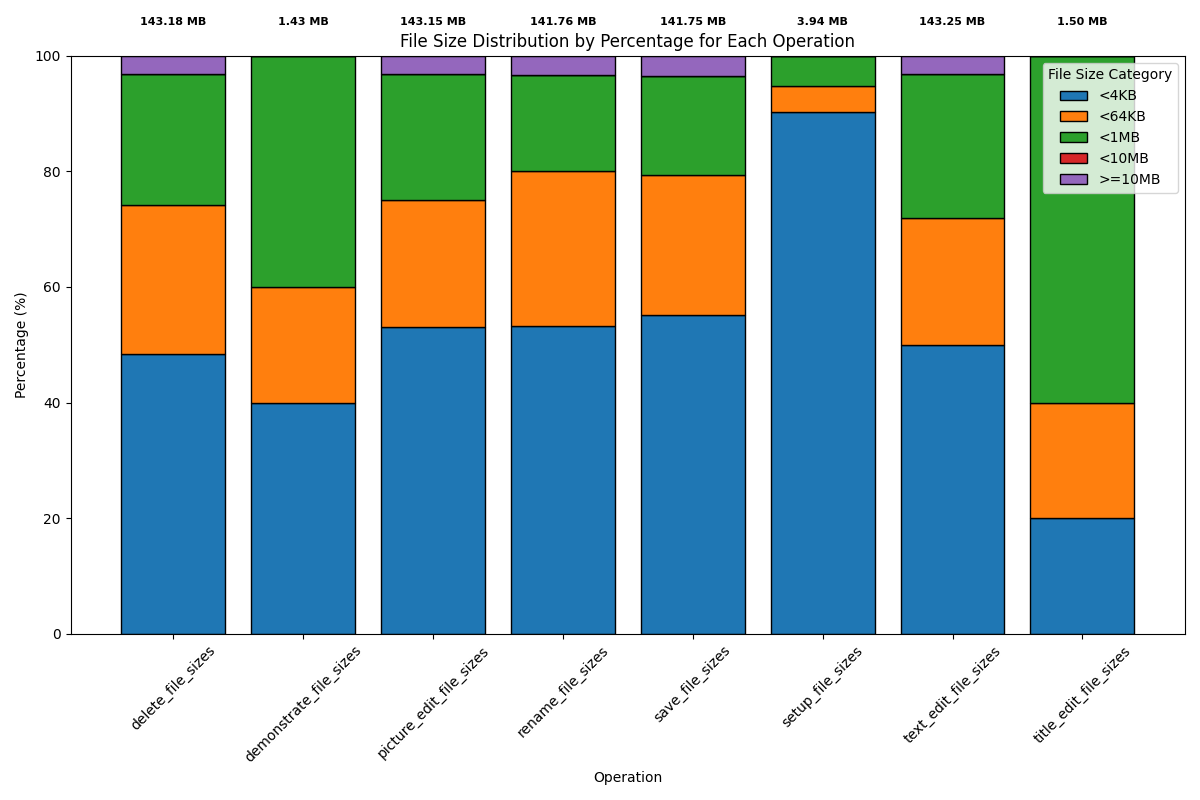 143.18 MB 1.43 MB 143.15 MB 141.76 MB 141.75 MB 3.94 MB 143.25 MB 1.50 MB
File Size Distribution by Percentage for Each Operation
File Size Category
<4KB
<64KB
<1MB
<10MB
>=10MB
Percentage (%)
100
80
60
40
20
0
delete_file_sizes
demonstrate_file_sizes
picture_edit_file_sizes
rename_file_sizes
save_file_sizes
setup_file_sizes
text_edit_file_sizes
title_edit_file_sizes
Operation